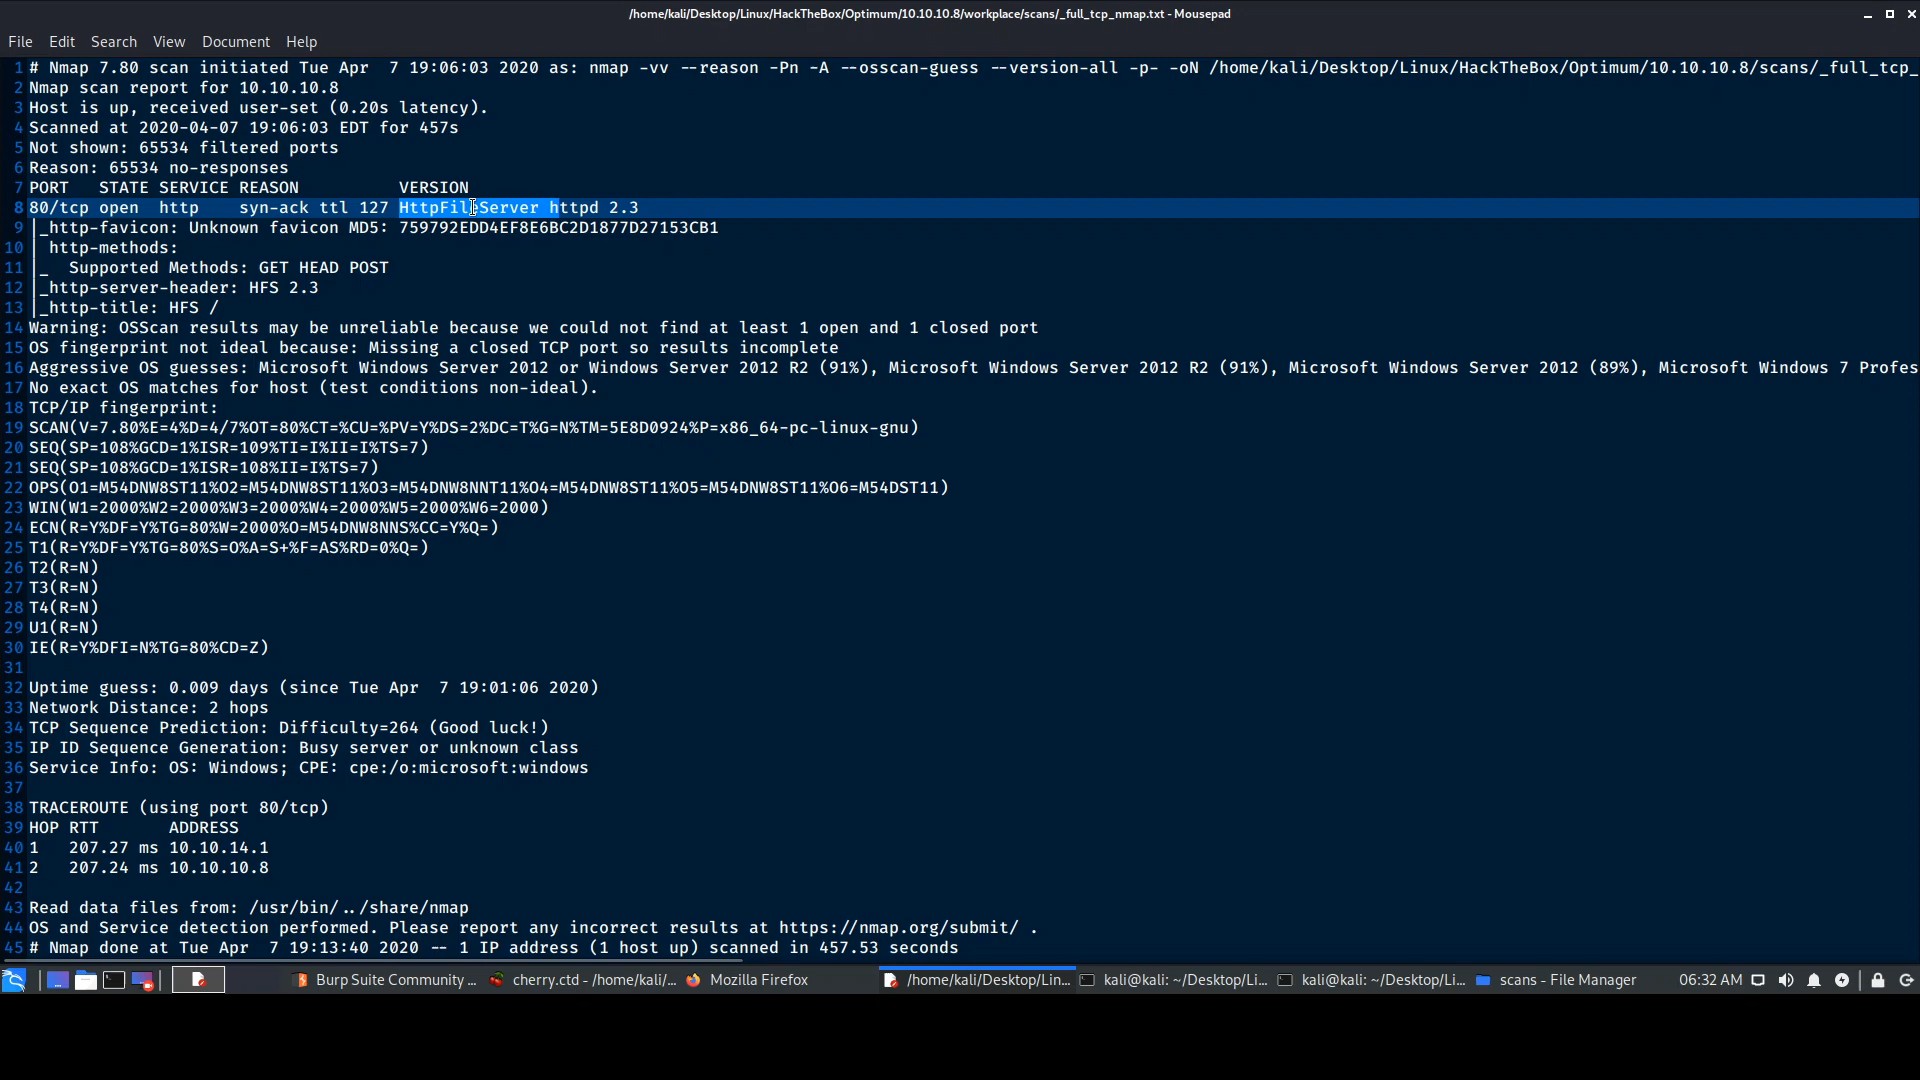 /home/kali/Desktop/Linux/HackTheBox/Optimum/10.10.10.8/workplace/scans/_full_tcp_nmap.txt - Mousepad
File Edit Search View Document Help
1 # Nmap 7.80 scan initiated Tue Apr  7 19:06:03 2020 as: nmap -vv --reason -Pn -A --osscan-guess --version-all -p- -oN /home/kali/Desktop/Linux/HackTheBox/Optimum/10.10.10.8/scans/_full_tcp_
2 Nmap scan report for 10.10.10.8
3 Host is up, received user-set (0.20s latency).
4 Scanned at 2020-04-07 19:06:03 EDT for 457s
5 Not shown: 65534 filtered ports
6 Reason: 65534 no-responses
7 PORT   STATE SERVICE REASON          VERSION
8 80/tcp open  http    syn-ack ttl 127 HttpFileServer httpd 2.3
9 |_http-favicon: Unknown favicon MD5: 759792EDD4EF8E6BC2D1877D27153CB1
10 | http-methods:
11 |_  Supported Methods: GET HEAD POST
12 |_http-server-header: HFS 2.3
13 |_http-title: HFS /
14 Warning: OSScan results may be unreliable because we could not find at least 1 open and 1 closed port
15 OS fingerprint not ideal because: Missing a closed TCP port so results incomplete
16 Aggressive OS guesses: Microsoft Windows Server 2012 or Windows Server 2012 R2 (91%), Microsoft Windows Server 2012 R2 (91%), Microsoft Windows Server 2012 (89%), Microsoft Windows 7 Profes
17 No exact OS matches for host (test conditions non-ideal).
18 TCP/IP fingerprint:
19 SCAN(V=7.80%E=4%D=4/7%OT=80%CT=%CU=%PV=Y%DS=2%DC=T%G=N%TM=5E8D0924%P=x86_64-pc-linux-gnu)
20 SEQ(SP=108%GCD=1%ISR=109%TI=I%II=I%TS=7)
21 SEQ(SP=108%GCD=1%ISR=108%II=I%TS=7)
22 OPS(O1=M54DNW8ST11%O2=M54DNW8ST11%O3=M54DNW8NNT11%O4=M54DNW8ST11%O5=M54DNW8ST11%O6=M54DST11)
23 WIN(W1=2000%W2=2000%W3=2000%W4=2000%W5=2000%W6=2000)
24 ECN(R=Y%DF=Y%TG=80%W=2000%O=M54DNW8NNS%CC=Y%Q=)
25 T1(R=Y%DF=Y%TG=80%S=O%A=S+%F=AS%RD=0%Q=)
26 T2(R=N)
27 T3(R=N)
28 T4(R=N)
29 U1(R=N)
30 IE(R=Y%DFI=N%TG=80%CD=Z)
31
32 Uptime guess: 0.009 days (since Tue Apr  7 19:01:06 2020)
33 Network Distance: 2 hops
34 TCP Sequence Prediction: Difficulty=264 (Good luck!)
35 IP ID Sequence Generation: Busy server or unknown class
36 Service Info: OS: Windows; CPE: cpe:/o:microsoft:windows
37
38 TRACEROUTE (using port 80/tcp)
39 HOP RTT       ADDRESS
40 1   207.27 ms 10.10.14.1
41 2   207.24 ms 10.10.10.8
42
43 Read data files from: /usr/bin/../share/nmap
44 OS and Service detection performed. Please report any incorrect results at https://nmap.org/submit/ .
45 # Nmap done at Tue Apr  7 19:13:40 2020 -- 1 IP address (1 host up) scanned in 457.53 seconds
Burp Suite Community ... cherry.ctd - /home/kali/... Mozilla Firefox /home/kali/Desktop/Lin... kali@kali: ~/Desktop/Li... kali@kali: ~/Desktop/Li... scans - File Manager 06:32 AM